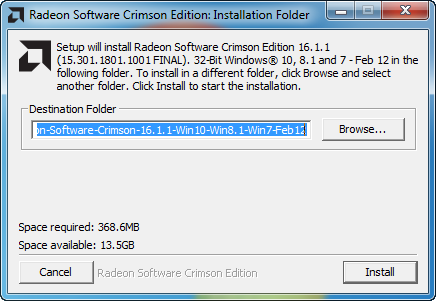 Radeon Software Crimson Edition: Installation Folder
Setup will install Radeon Software Crimson Edition 16.1.1
(15.301.1801.1001 FINAL). 32-Bit Windows® 10, 8.1 and 7 - Feb 12 in the
following folder. To install in a different folder, click Browse and select
another folder. Click Install to start the installation.
Destination Folder
on-Software-Crimson-16.1.1-Win10-Win8.1-Win7-Feb12
Browse...
Space required: 368.6MB
Space available: 13.5GB
Cancel
Radeon Software Crimson Edition
Install